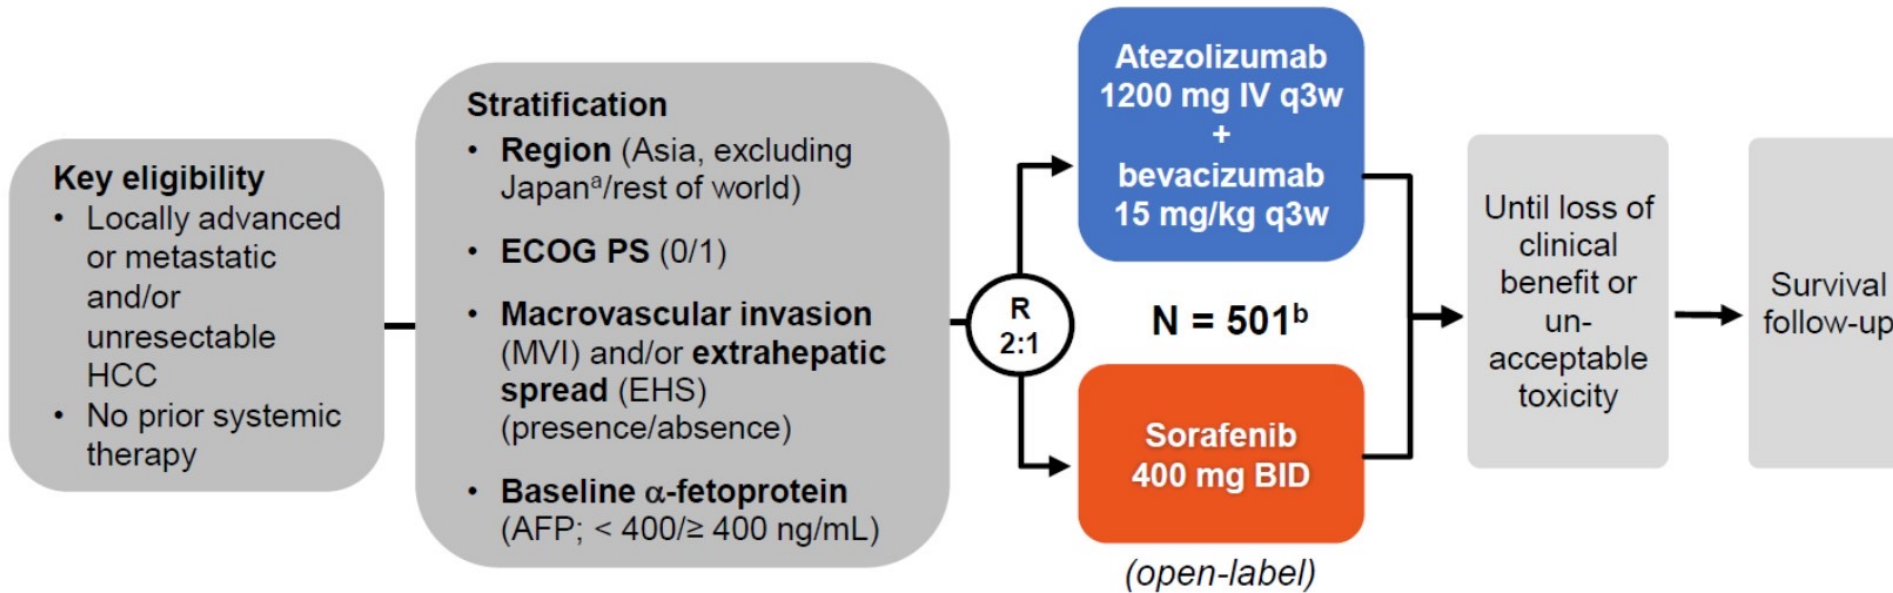 Key eligibility
• Locally advanced
or metastatic
and/or
unresectable
HCC
• No prior systemic
therapy
Stratification
• Region (Asia, excluding
Japanᵃ/rest of world)
• ECOG PS (0/1)
• Macrovascular invasion
(MVI) and/or extrahepatic
spread (EHS)
(presence/absence)
• Baseline α-fetoprotein
(AFP; < 400/≥ 400 ng/mL)
R
2:1
Atezolizumab
1200 mg IV q3w
+
bevacizumab
15 mg/kg q3w
N = 501ᵇ
Sorafenib
400 mg BID
(open-label)
Until loss of
clinical
benefit or
un-
acceptable
toxicity
Survival
follow-up